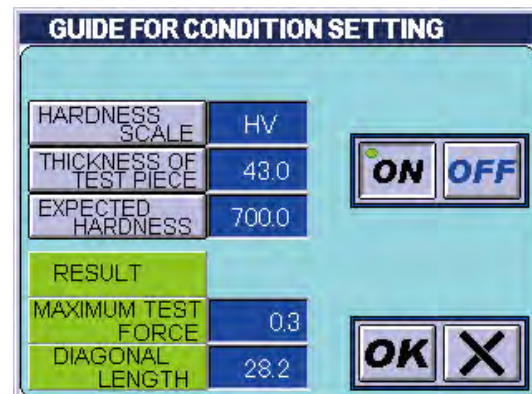 GUIDE FOR CONDITION SETTING
HARDNESS
SCALE
HV
THICKNESS OF
TEST PIECE
43.0
ON
OFF
EXPECTED
HARDNESS
700.0
RESULT
MAXIMUM TEST
FORCE
0.3
OK
DIAGONAL
LENGTH
28.2